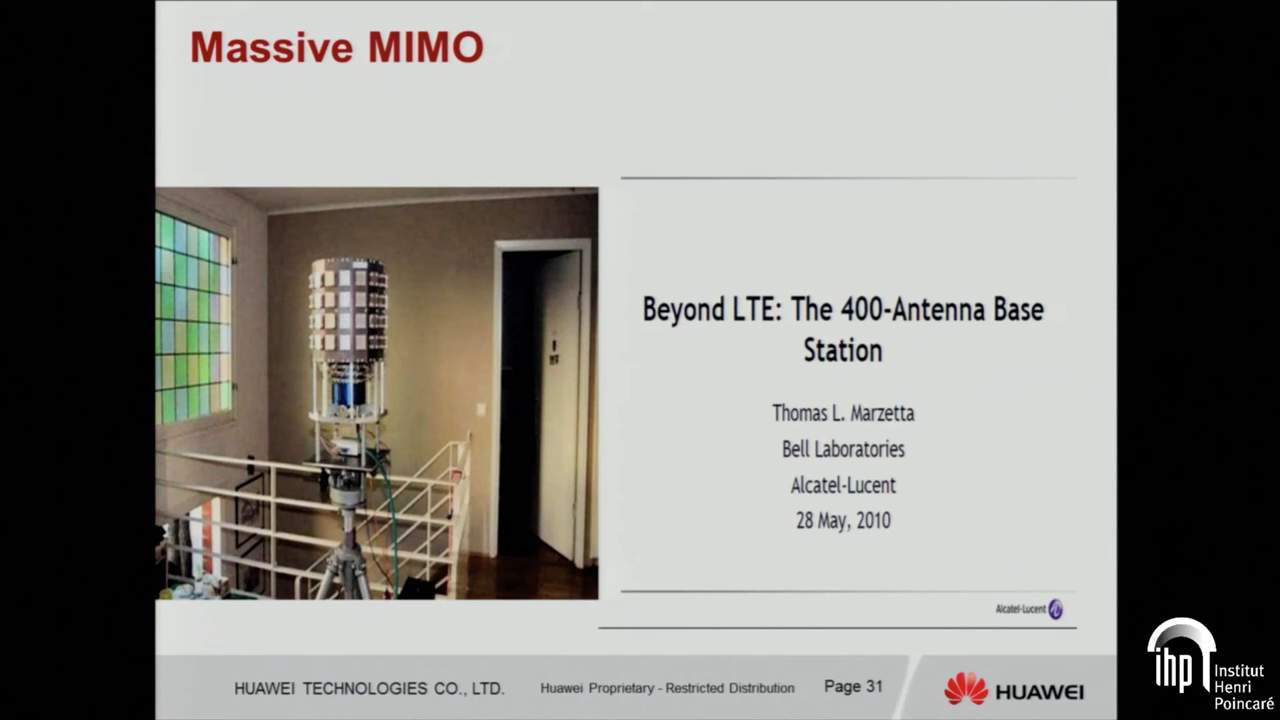 Massive MIMO
Beyond LTE: The 400-Antenna Base
Station
Thomas L. Marzetta
Bell Laboratories
Alcatel-Lucent
28 May, 2010
Alcatel-Lucent
HUAWEI TECHNOLOGIES CO., LTD.
Huawei Proprietary - Restricted Distribution
Page 31
HUAWEI
ihp
Institut
Henri
Poincaré